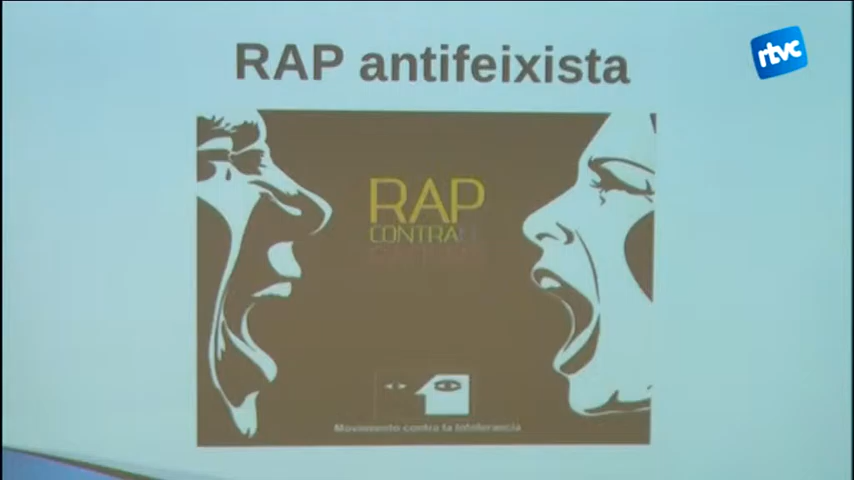 RAP antifeixista
rtvc
RAP
CONTRA
Movimiento contra la Intolerancia